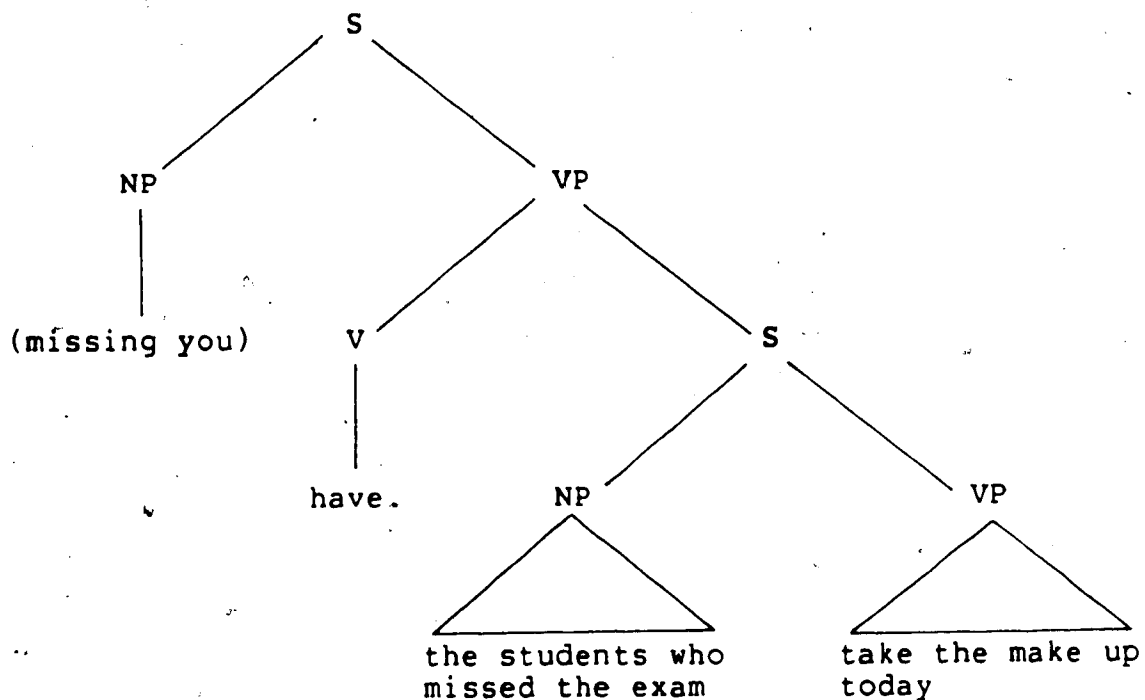 S
NP VP
(missing you) V S
have. NP VP
the students who take the make up
missed the exam today